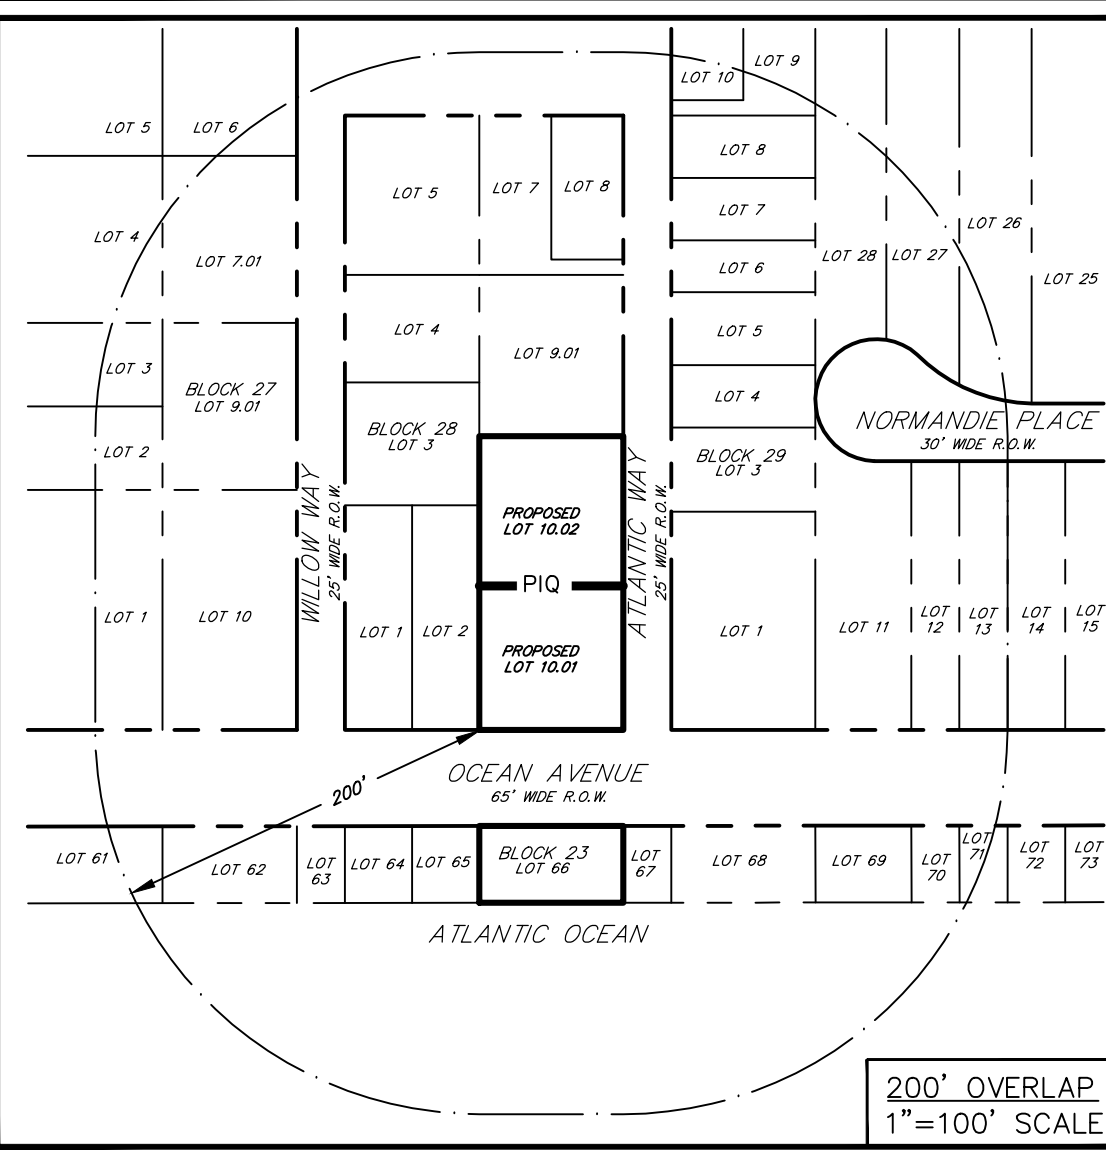 LOT 9
LOT 10
LOT 5
LOT 6
LOT 8
LOT 5
LOT 7
LOT 8
LOT 7
LOT 4
LOT 26
LOT 7.01
LOT 28
LOT 27
LOT 6
LOT 25
LOT 4
LOT 5
LOT 9.01
LOT 3
BLOCK 27
LOT 9.01
LOT 4
NORMANDIE PLACE
30' WIDE R.O.W.
BLOCK 28
LOT 3
LOT 2
BLOCK 29
LOT 3
WILLOW WAY
25' WIDE R.O.W.
PROPOSED
LOT 10.02
ATLANTIC WAY
25' WIDE R.O.W.
PIQ
LOT 1
LOT 10
LOT 1
LOT 2
PROPOSED
LOT 10.01
LOT 1
LOT 11
LOT
12
LOT
13
LOT
14
LOT
15
200'
OCEAN AVENUE
65' WIDE R.O.W.
LOT 61
LOT 62
LOT
63
LOT 64
LOT 65
BLOCK 23
LOT 66
LOT
67
LOT 68
LOT 69
LOT
70
LOT
71
LOT
72
LOT
73
ATLANTIC OCEAN
200' OVERLAP
1"=100' SCALE